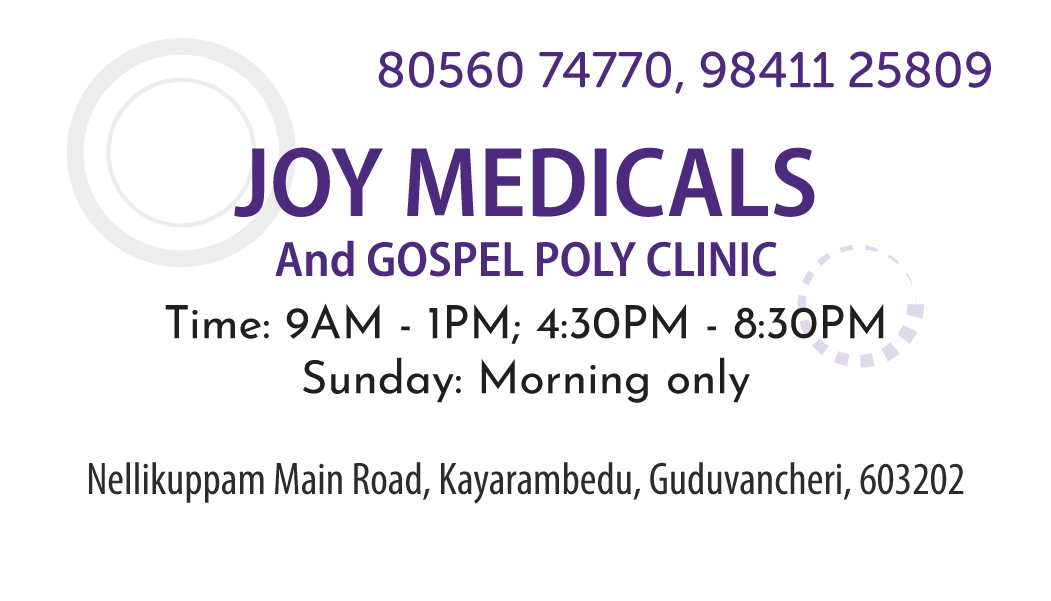 80560 74770, 98411 25809
JOY MEDICALS
And GOSPEL POLY CLINIC
Time: 9AM - 1PM; 4:30PM - 8:30PM
Sunday: Morning only
Nellikuppam Main Road, Kayarambedu, Guduvancheri, 603202